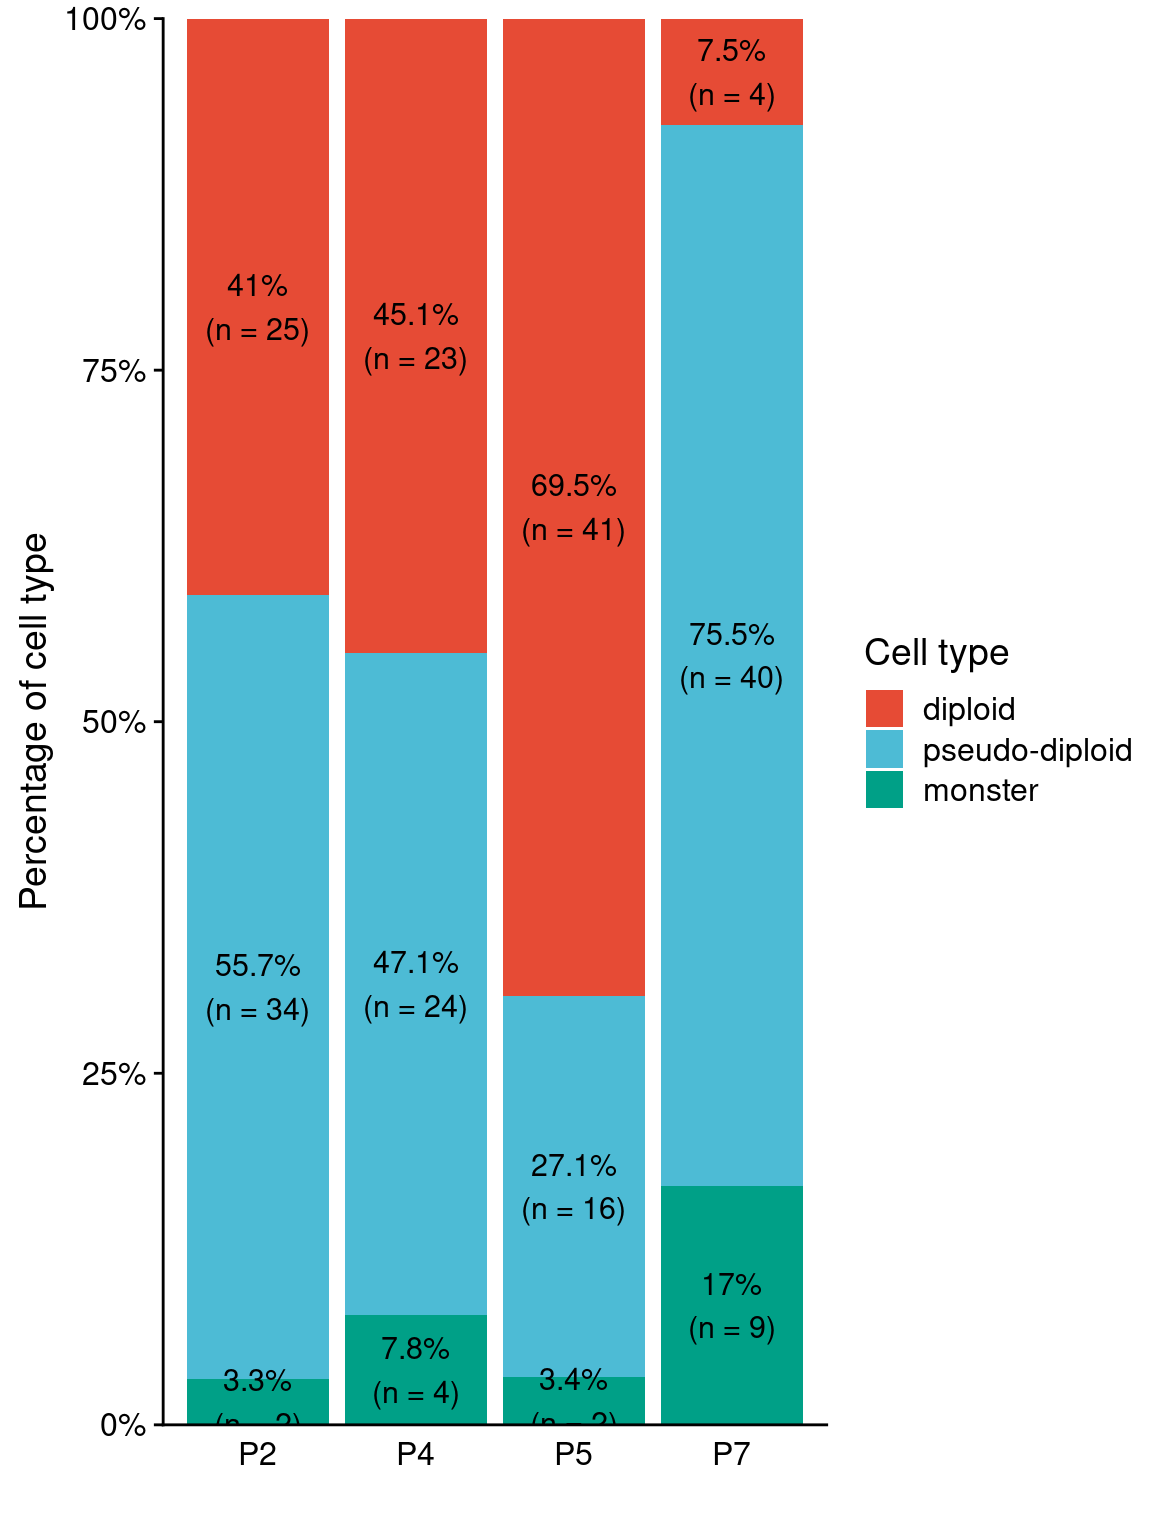 100%
75%
50%
25%
0%
Percentage of cell type
41%
(n = 25)
55.7%
(n = 34)
3.3%
(n = 2)
45.1%
(n = 23)
47.1%
(n = 24)
7.8%
(n = 4)
69.5%
(n = 41)
27.1%
(n = 16)
3.4%
(n = 2)
7.5%
(n = 4)
75.5%
(n = 40)
17%
(n = 9)
P2
P4
P5
P7
Cell type
diploid
pseudo-diploid
monster